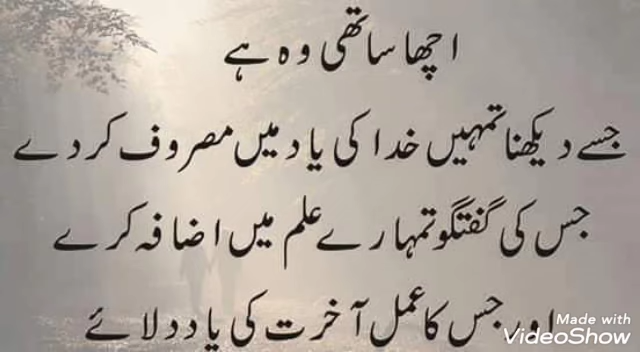 اچھا ساتھی وہ ہے
جسے دیکھنا تمہیں خدا کی یاد میں مصروف کر دے
جس کی گفتگو تمہارے علم میں اضافہ کرے
اور جس کا عمل آخرت کی یاد دلائے
Made with
VideoShow